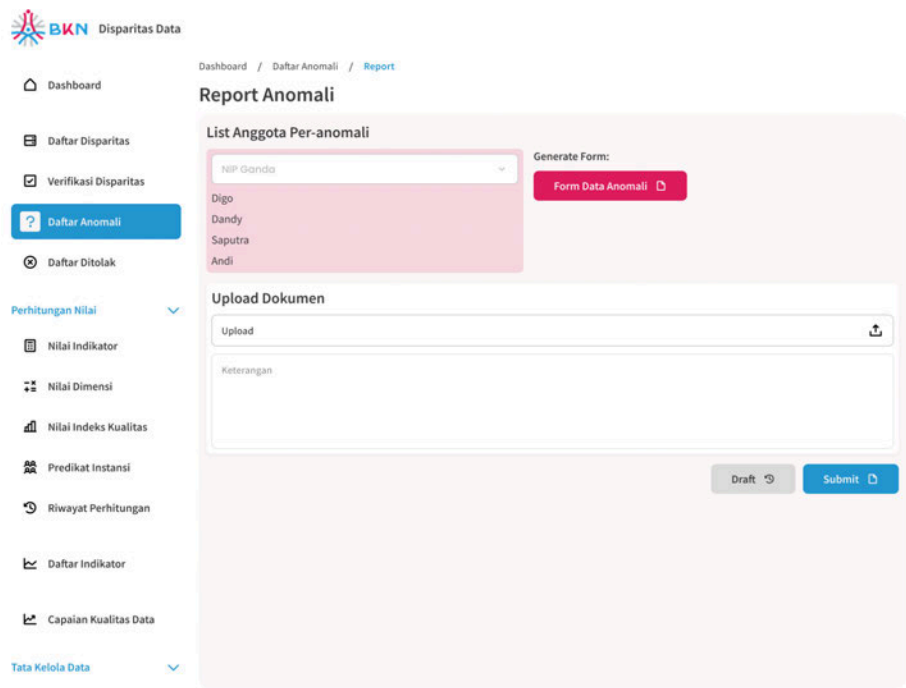 BKN Disparitas Data
Dashboard
Daftar Disparitas
Verifikasi Disparitas
? Daftar Anomali
Daftar Ditolak
Perhitungan Nilai
Nilai Indikator
Nilai Dimensi
Nilai Indeks Kualitas
Predikat Instansi
Riwayat Perhitungan
Daftar Indikator
Capaian Kualitas Data
Tata Kelola Data
Dashboard / Daftar Anomali / Report
Report Anomali
List Anggota Per-anomali
NIP Ganda
Digo
Dandy
Saputra
Andi
Generate Form:
Form Data Anomali
Upload Dokumen
Upload
Keterangan
Draft
Submit